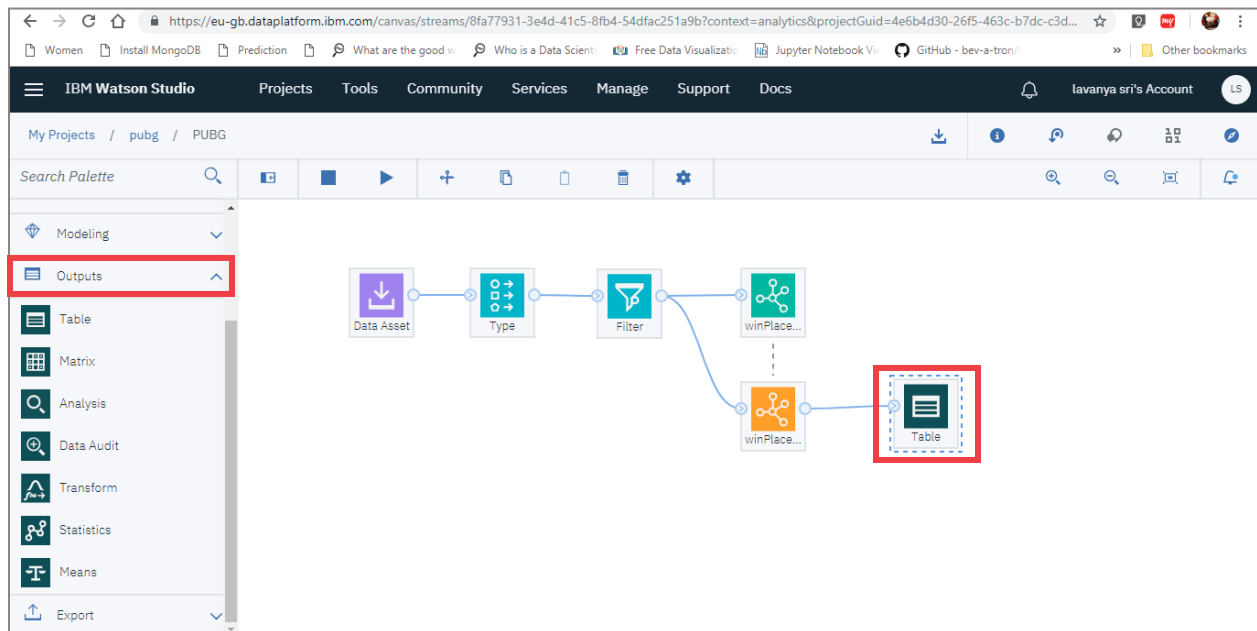 https://eu-gb.dataplatform.ibm.com/canvas/streams/8fa77931-3e4d-41c5-8fb4-54dfac251a9b?context=analytics&projectGuid=4e6b4d30-26f5-463c-b7dc-c3d...
Women Install MongoDB Prediction What are the good w Who is a Data Scient Free Data Visualizatio Jupyter Notebook Vi GitHub - bev-a-tron/ » Other bookmarks
IBM Watson Studio Projects Tools Community Services Manage Support Docs lavanya sri's Account LS
My Projects / pubg / PUBG
Search Palette
Modeling
Outputs
Table
Matrix
Analysis
Data Audit
Transform
Statistics
Means
Export
Data Asset
Type
Filter
winPlace...
winPlace...
Table